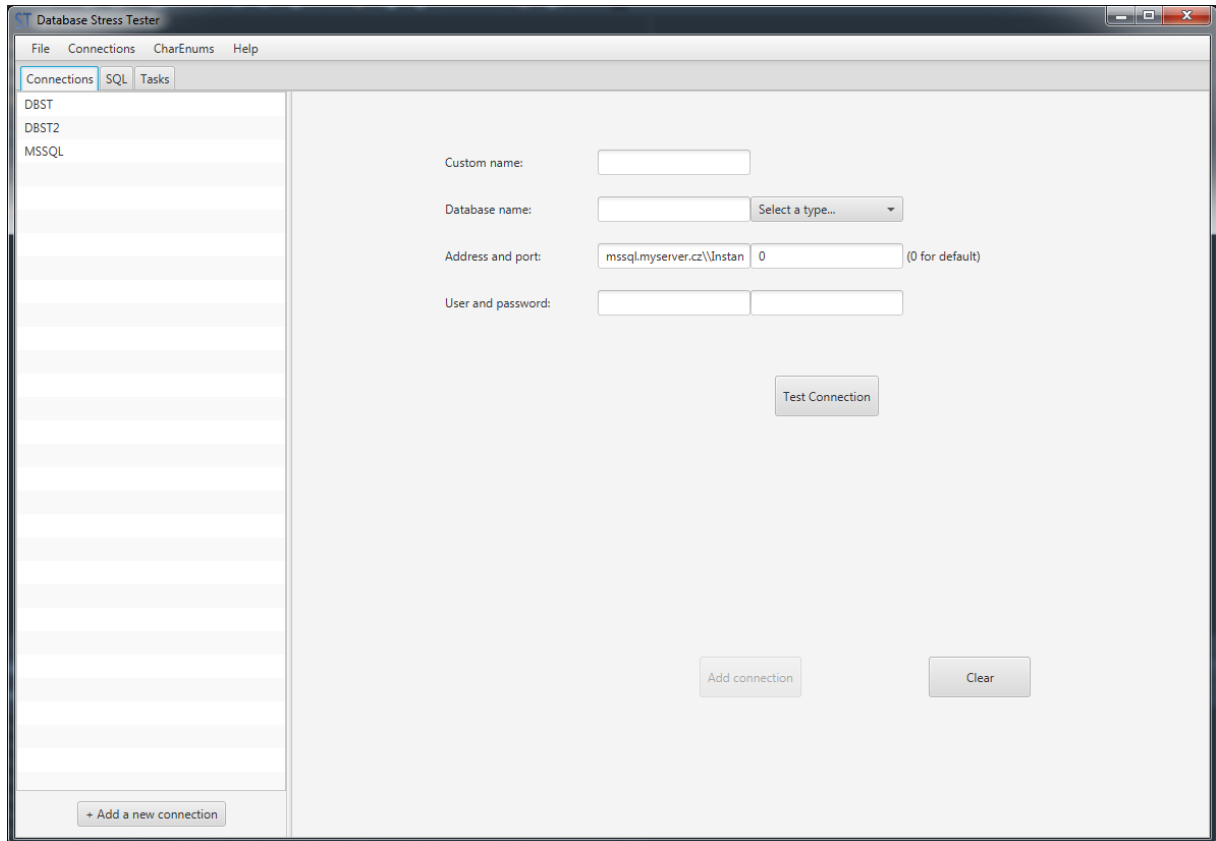 ST Database Stress Tester
File Connections CharEnums Help
Connections SQL Tasks
DBST
DBST2
MSSQL
Custom name:
Database name: Select a type...
Address and port: mssql.myserver.cz\\Instan 0 (0 for default)
User and password:
Test Connection
Add connection Clear
+ Add a new connection